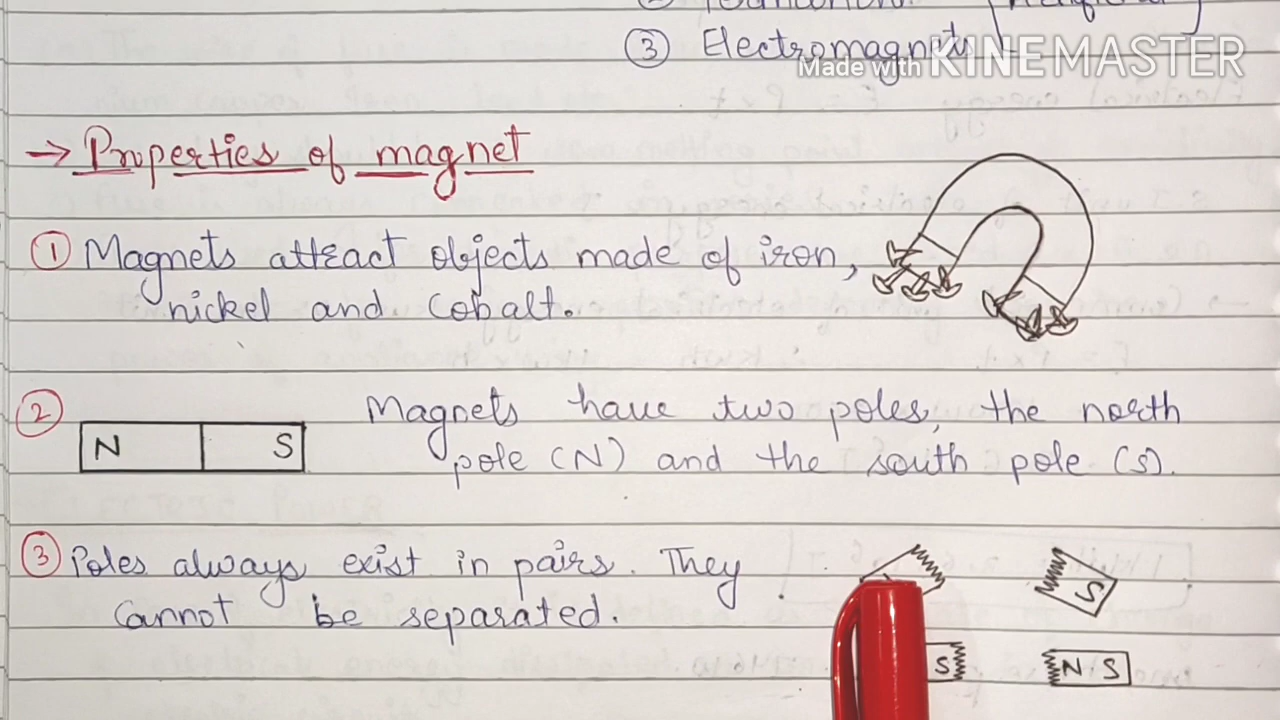 ③ Electromagnets
Made with KINEMASTER
→ Properties of magnet
① Magnets attract objects made of iron,
nickel and cobalt.
② Magnets have two poles, the north
N S
pole (N) and the south pole (S).
③ Poles always exist in pairs. They
cannot be separated.
S
S N S